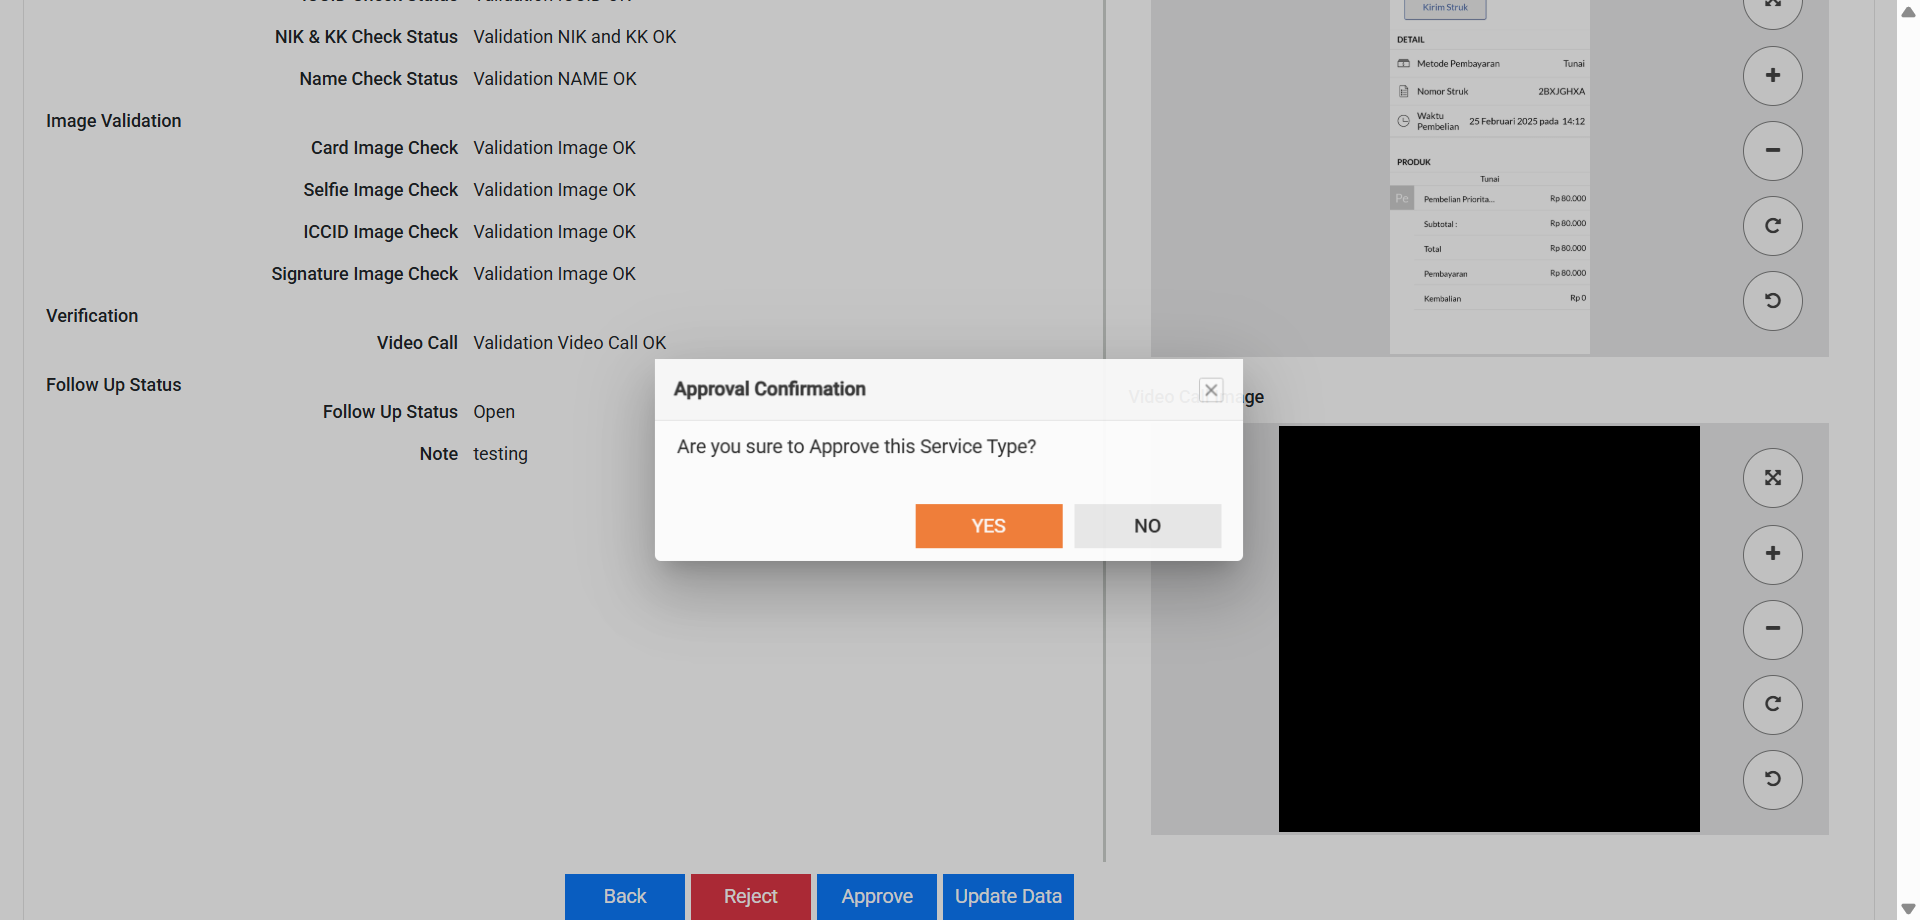 NIK & KK Check Status Validation NIK and KK OK
Name Check Status Validation NAME OK
Image Validation
Card Image Check Validation Image OK
Selfie Image Check Validation Image OK
ICCID Image Check Validation Image OK
Signature Image Check Validation Image OK
Verification
Video Call Validation Video Call OK
Follow Up Status
Follow Up Status Open
Note testing
Approval Confirmation
Are you sure to Approve this Service Type?
YES NO
Back Reject Approve Update Data
Kirim Struk
DETAIL
Metode Pembayaran Tunai
Nomor Struk 2BXJGHXA
Waktu Pembelian 25 Februari 2025 pada 14:12
PRODUK
Tunai
Pe Pembelian Priorita... Rp 80.000
Subtotal : Rp 80.000
Total Rp 80.000
Pembayaran Rp 80.000
Kembalian Rp 0
Video Call Image